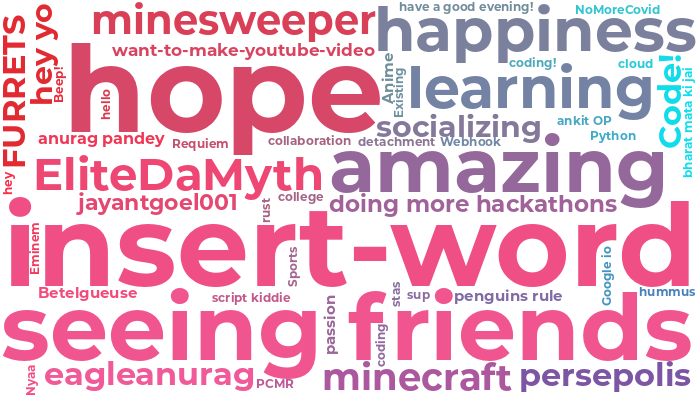 FURRETS
hey yo
minesweeper
have a good evening!
NoMoreCovid
happiness
want-to-make-youtube-video
Beep!
hope
hello
Anime
Existing
coding!
cloud
Code!
bharat mata ki jai
learning
socializing
ankit OP
Python
anurag pandey
Requiem
collaboration
detachment
Webhook
hey
EliteDaMyth
amazing
jayantgoel001
rust
college
doing more hackathons
insert-word
Eminem
Sports
Google io
Betelgueuse
script kiddie
passion
stas
sup
penguins rule
hummus
seeing friends
coding
Nyaa
eagleanurag
PCMR
minecraft
persepolis